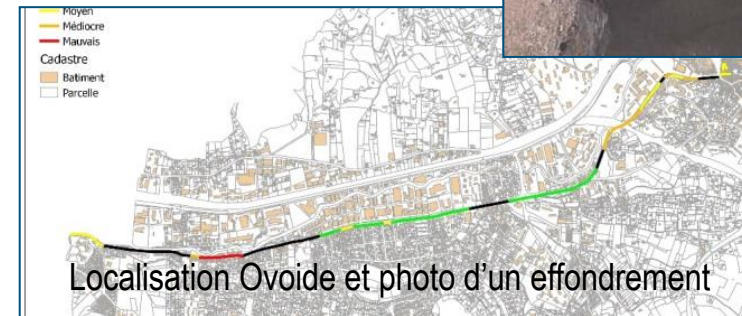 Moyen
Médiocre
Mauvais
Cadastre
Batiment
Parcelle
Localisation Ovoide et photo d'un effondrement